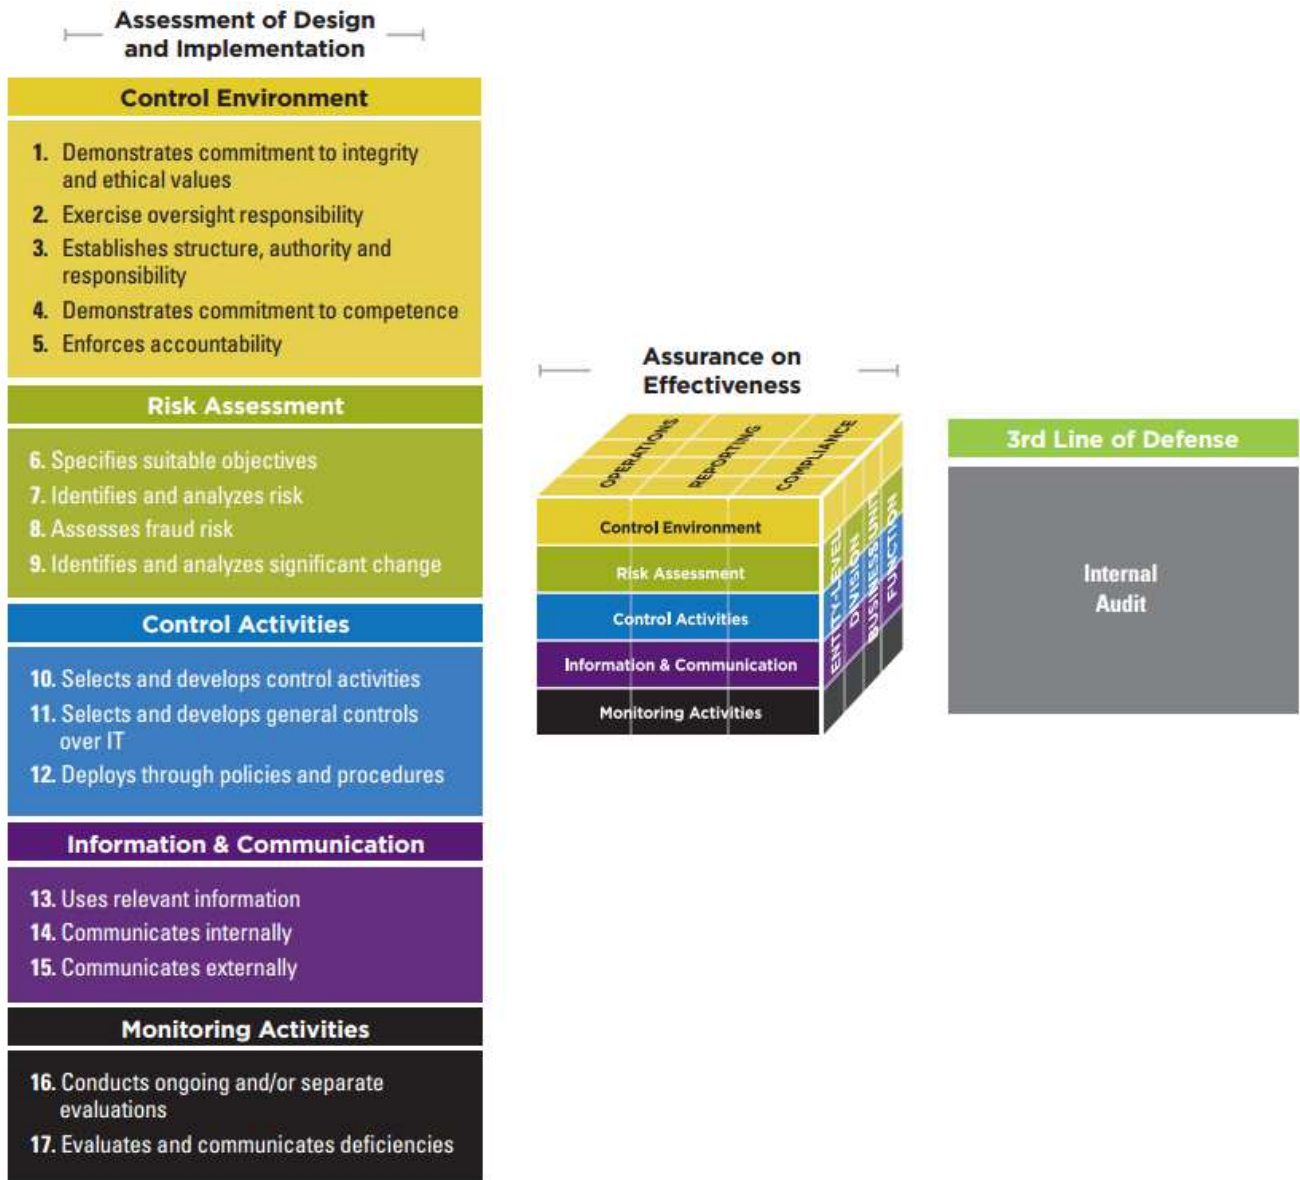 Assessment of Design
and Implementation
Control Environment
1. Demonstrates commitment to integrity
and ethical values
2. Exercise oversight responsibility
3. Establishes structure, authority and
responsibility
4. Demonstrates commitment to competence
5. Enforces accountability
Risk Assessment
6. Specifies suitable objectives
7. Identifies and analyzes risk
8. Assesses fraud risk
9. Identifies and analyzes significant change
Control Activities
10. Selects and develops control activities
11. Selects and develops general controls
over IT
12. Deploys through policies and procedures
Information & Communication
13. Uses relevant information
14. Communicates internally
15. Communicates externally
Monitoring Activities
16. Conducts ongoing and/or separate
evaluations
17. Evaluates and communicates deficiencies
Assurance on
Effectiveness
OPERATIONS
REPORTING
COMPLIANCE
Control Environment
Risk Assessment
Control Activities
Information & Communication
Monitoring Activities
ENTITY-LEVEL
DIVISION
BUSINESS UNIT
FUNCTION
3rd Line of Defense
Internal
Audit